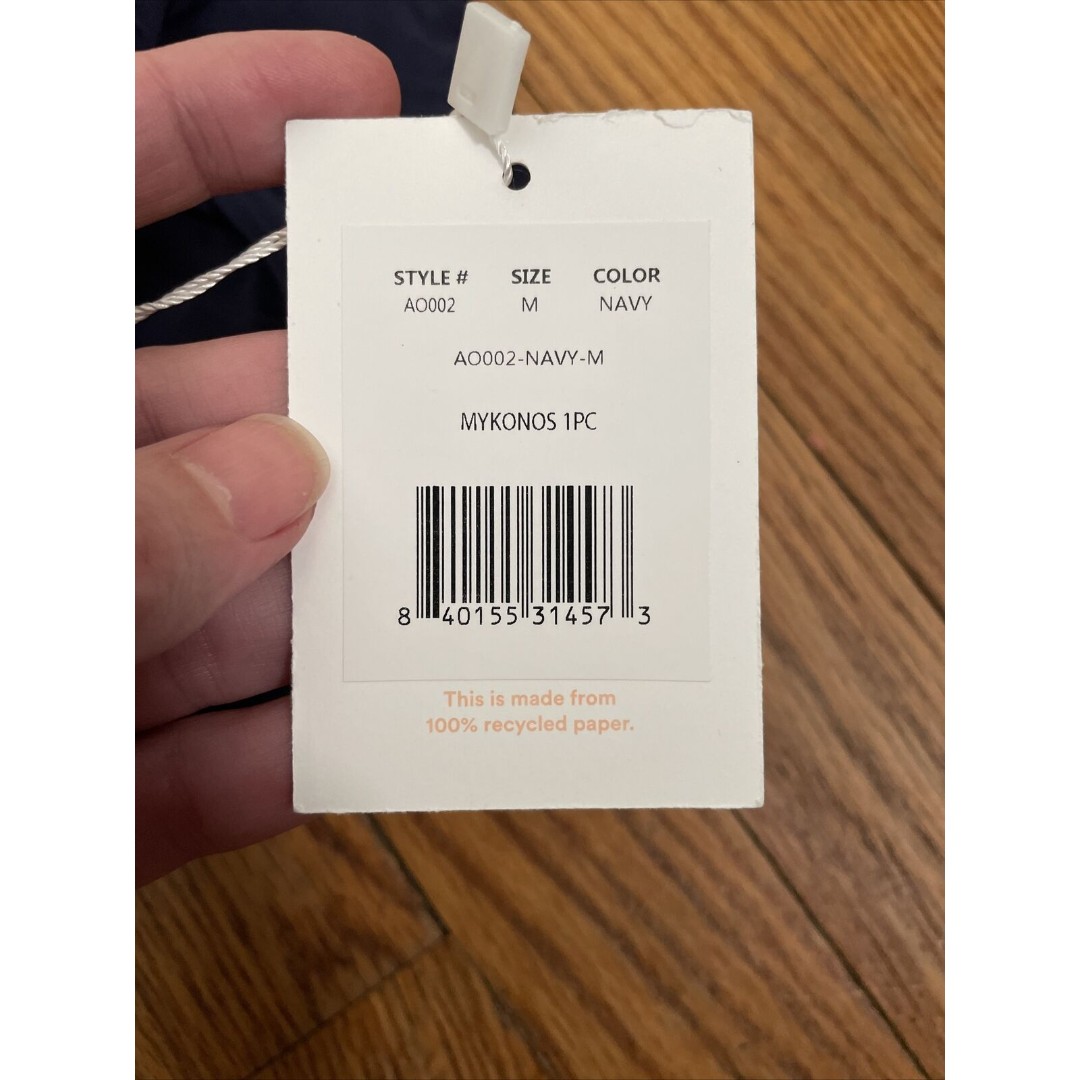 STYLE # SIZE COLOR
AO002 M NAVY
AO002-NAVY-M
MYKONOS 1PC
8 40155 31457 3
This is made from
100% recycled paper.